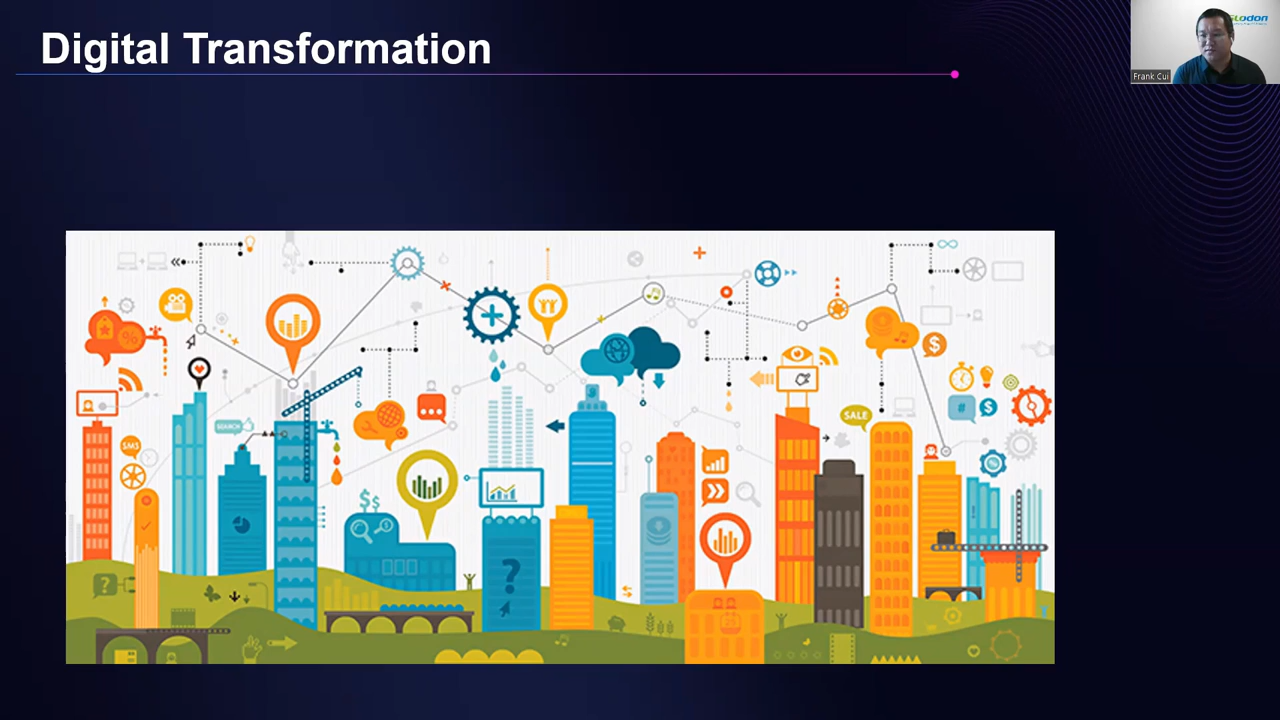 Digital Transformation
Glodon
Frank Cui
SALE
SEARCH
SMS
$
$$
$
$
?
?